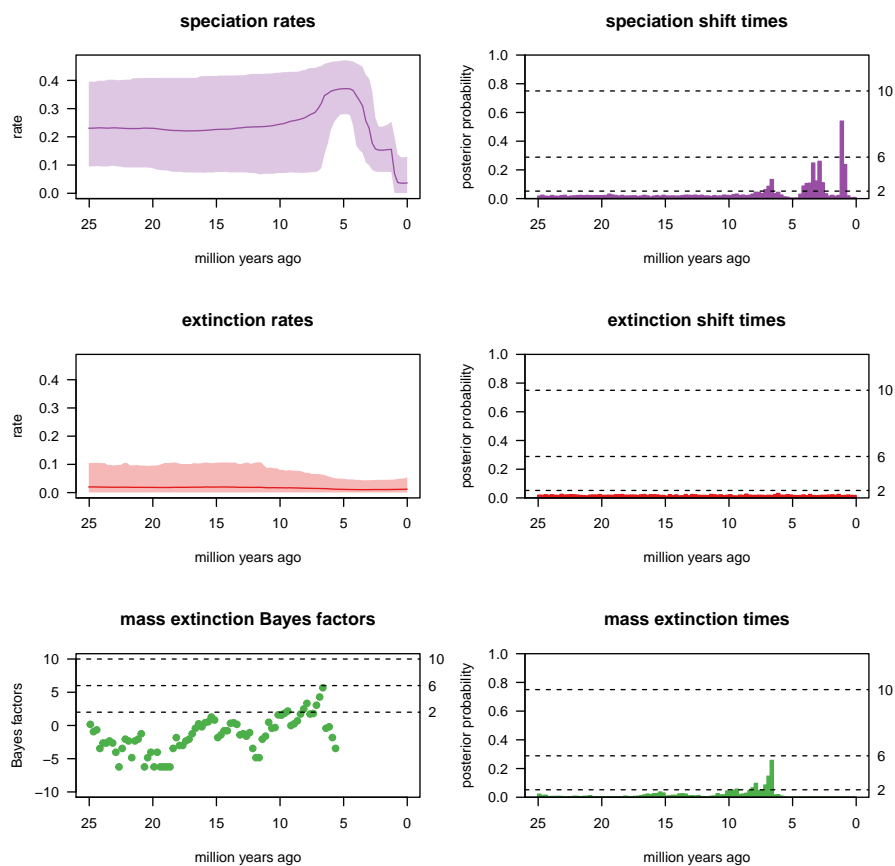 speciation rates
rate
0.4
0.3
0.2
0.1
0.0
25 20 15 10 5 0
million years ago
speciation shift times
posterior probability
1.0
0.8
0.6
0.4
0.2
0.0
10
6
2
25 20 15 10 5 0
million years ago
extinction rates
rate
0.4
0.3
0.2
0.1
0.0
25 20 15 10 5 0
million years ago
extinction shift times
posterior probability
1.0
0.8
0.6
0.4
0.2
0.0
10
6
2
25 20 15 10 5 0
million years ago
mass extinction Bayes factors
Bayes factors
10
5
0
−5
−10
10
6
2
25 20 15 10 5 0
million years ago
mass extinction times
posterior probability
1.0
0.8
0.6
0.4
0.2
0.0
10
6
2
25 20 15 10 5 0
million years ago